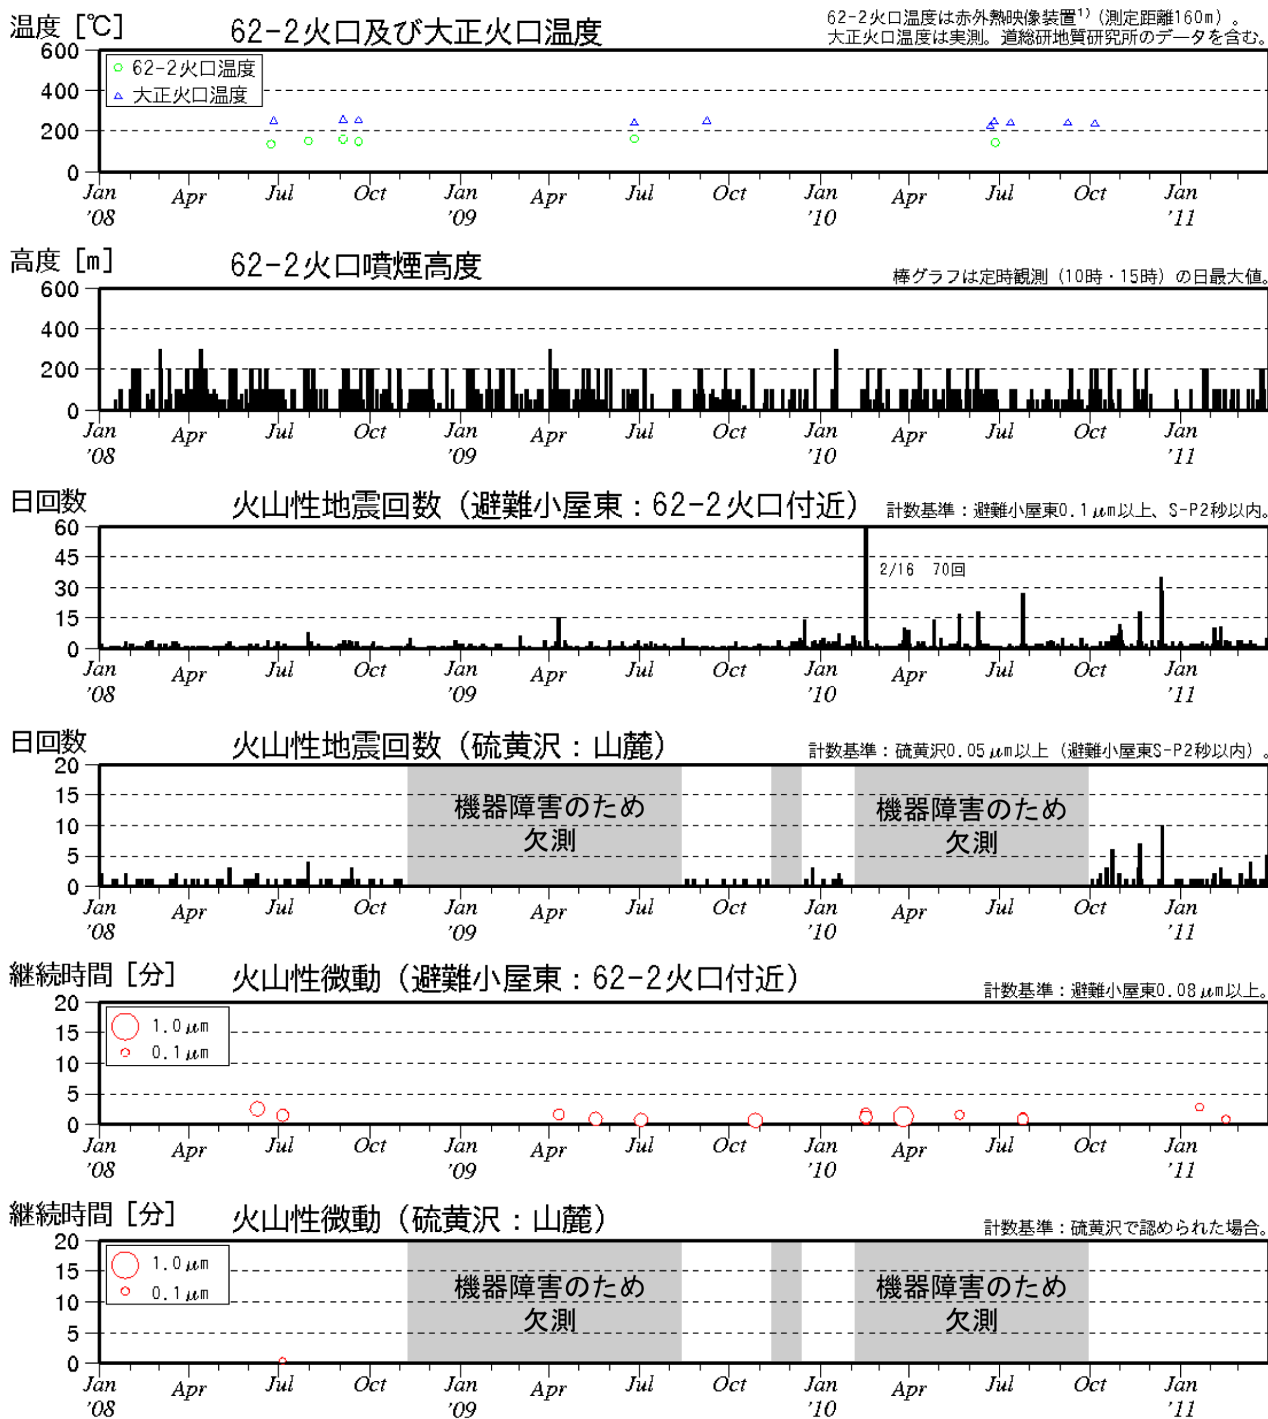 温度 [℃]
62-2火口及び大正火口温度
62-2火口温度は赤外熱映像装置1)(測定距離160m)。
大正火口温度は実測。道総研地質研究所のデータを含む。
600
400
200
0
62-2火口温度
大正火口温度
Jan Apr Jul Oct Jan Apr Jul Oct Jan Apr Jul Oct Jan
'08 '09 '10 '11
高度 [m]
62-2火口噴煙高度
棒グラフは定時観測(10時・15時)の日最大値。
600
400
200
0
Jan Apr Jul Oct Jan Apr Jul Oct Jan Apr Jul Oct Jan
'08 '09 '10 '11
日回数
火山性地震回数(避難小屋東:62-2火口付近)
計数基準:避難小屋東0.1μm以上、S-P2秒以内。
60
45
30
15
0
2/16 70回
Jan Apr Jul Oct Jan Apr Jul Oct Jan Apr Jul Oct Jan
'08 '09 '10 '11
日回数
火山性地震回数(硫黄沢:山麓)
計数基準:硫黄沢0.05μm以上(避難小屋東S-P2秒以内)。
20
15
10
5
0
機器障害のため
欠測
機器障害のため
欠測
Jan Apr Jul Oct Jan Apr Jul Oct Jan Apr Jul Oct Jan
'08 '09 '10 '11
継続時間 [分]
火山性微動(避難小屋東:62-2火口付近)
計数基準:避難小屋東0.08μm以上。
20
15
10
5
0
1.0μm
0.1μm
Jan Apr Jul Oct Jan Apr Jul Oct Jan Apr Jul Oct Jan
'08 '09 '10 '11
継続時間 [分]
火山性微動(硫黄沢:山麓)
計数基準:硫黄沢で認められた場合。
20
15
10
5
0
1.0μm
0.1μm
機器障害のため
欠測
機器障害のため
欠測
Jan Apr Jul Oct Jan Apr Jul Oct Jan Apr Jul Oct Jan
'08 '09 '10 '11